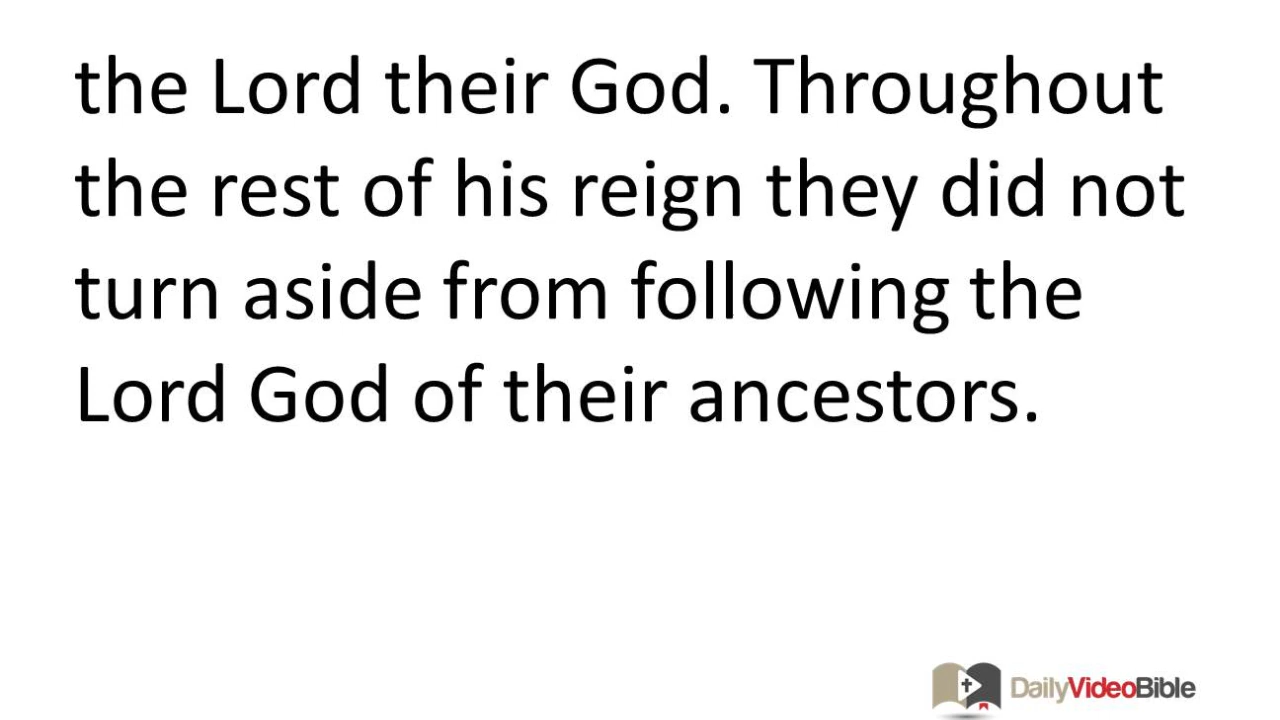 the Lord their God. Throughout
the rest of his reign they did not
turn aside from following the
Lord God of their ancestors.
DailyVideoBible